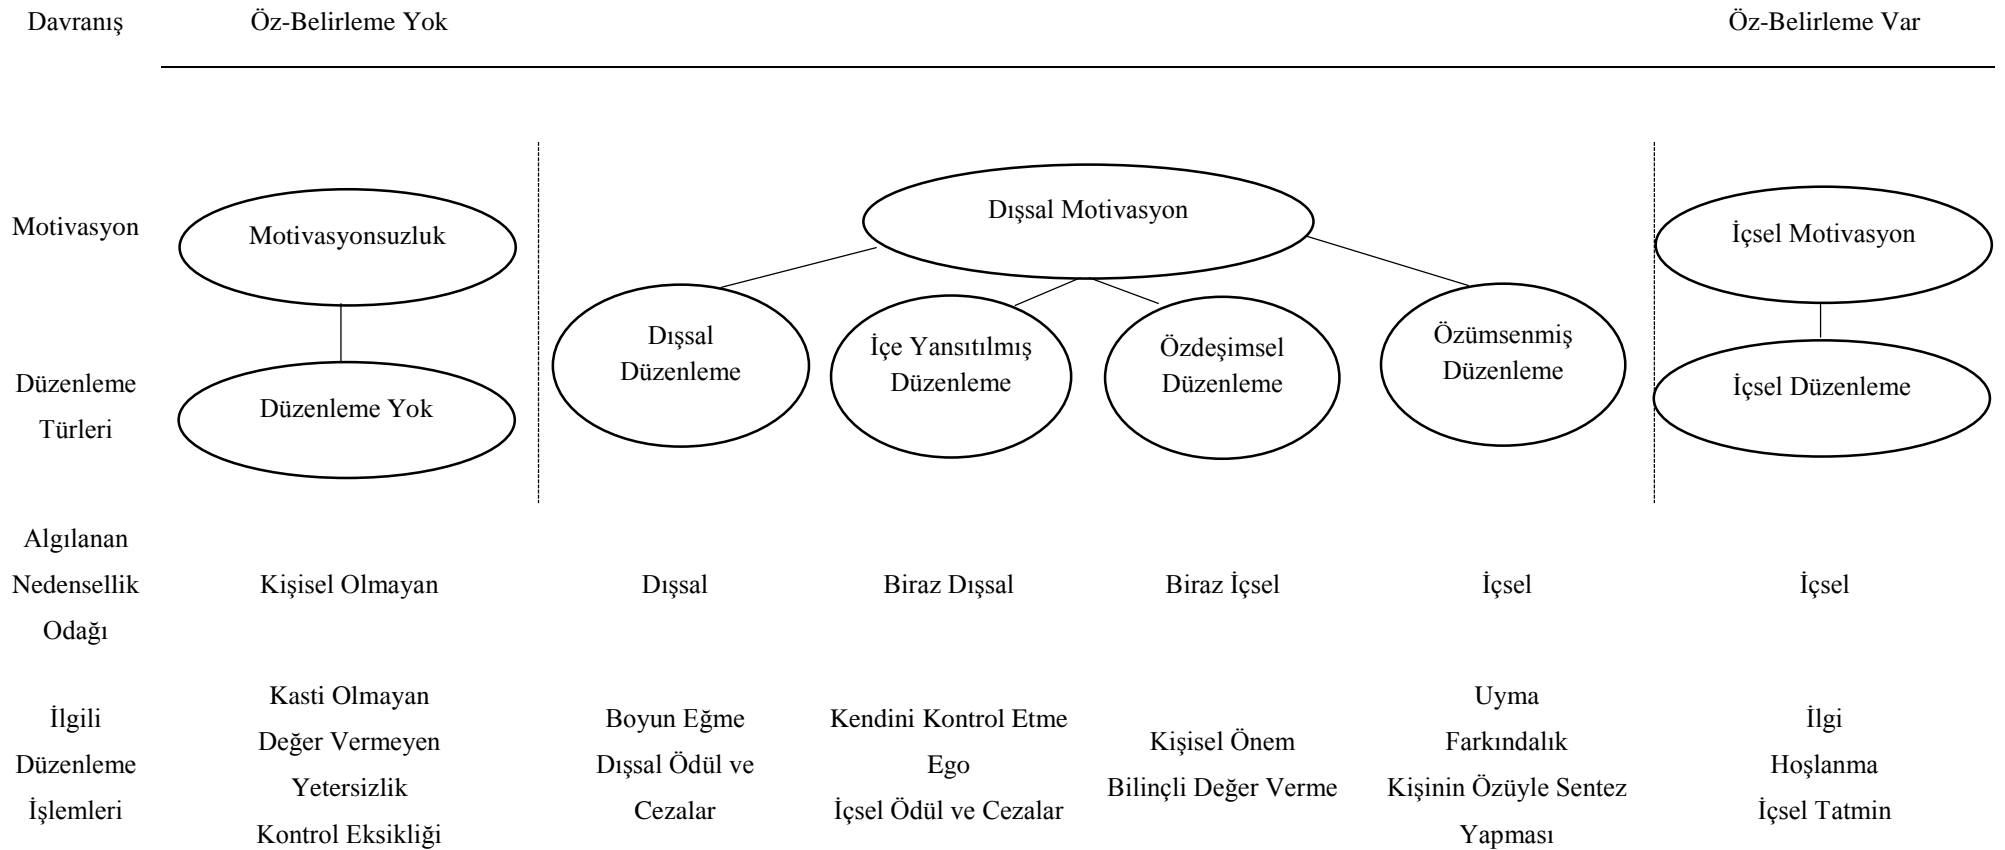 Davranış
Öz-Belirleme Yok
Öz-Belirleme Var
Motivasyon
Motivasyonsuzluk
Dışsal Motivasyon
İçsel Motivasyon
Düzenleme
Türleri
Düzenleme Yok
Dışsal
Düzenleme
İçe Yansıtılmış
Düzenleme
Özdeşimsel
Düzenleme
Özümsenmiş
Düzenleme
İçsel Düzenleme
Algılanan
Nedensellik
Odağı
Kişisel Olmayan
Dışsal
Biraz Dışsal
Biraz İçsel
İçsel
İçsel
İlgili
Düzenleme
İşlemleri
Kasti Olmayan
Değer Vermeyen
Yetersizlik
Kontrol Eksikliği
Boyun Eğme
Dışsal Ödül ve
Cezalar
Kendini Kontrol Etme
Ego
İçsel Ödül ve Cezalar
Kişisel Önem
Bilinçli Değer Verme
Uyma
Farkındalık
Kişinin Özüyle Sentez
Yapması
İlgi
Hoşlanma
İçsel Tatmin